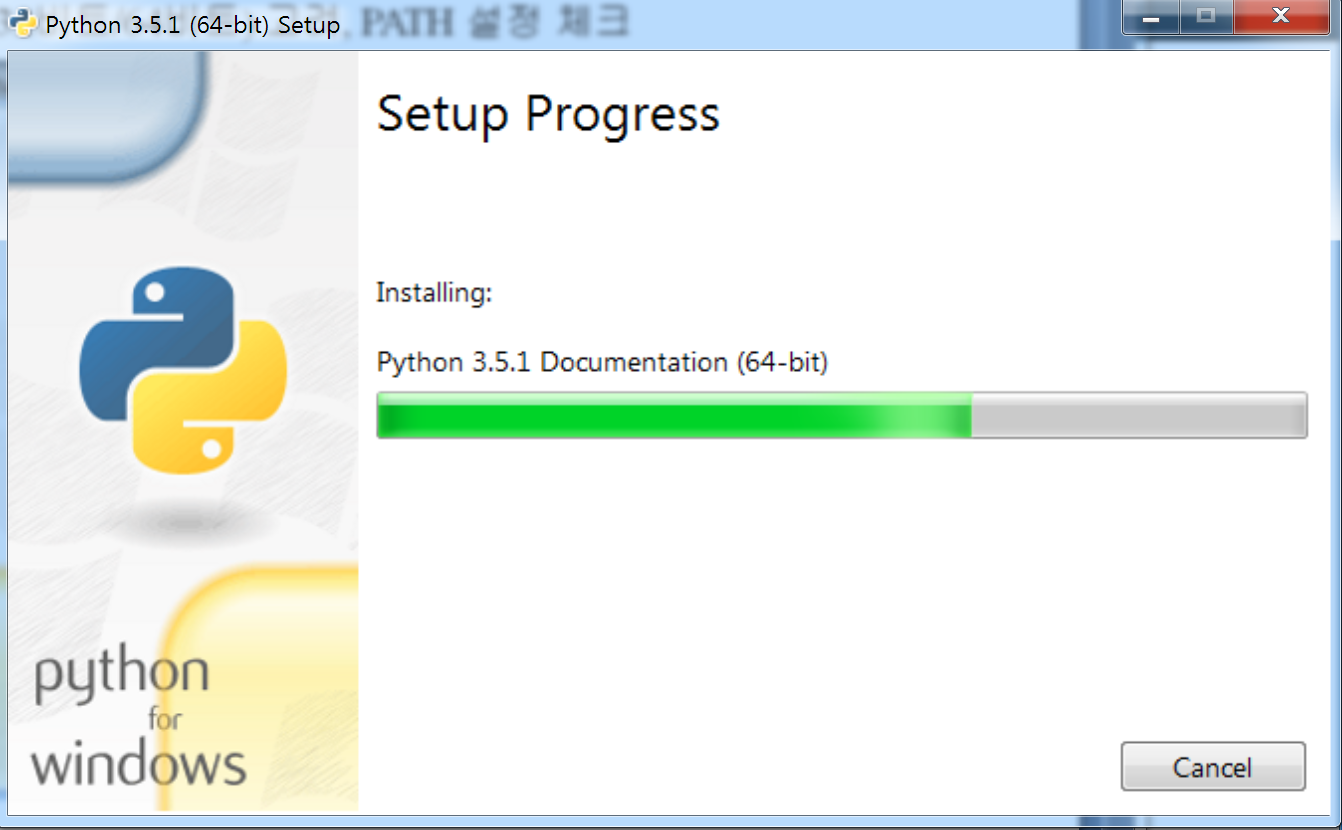 Python 3.5.1 (64-bit) Setup
, PATH 설정 체크
Setup Progress
Installing:
Python 3.5.1 Documentation (64-bit)
python
for
windows
Cancel